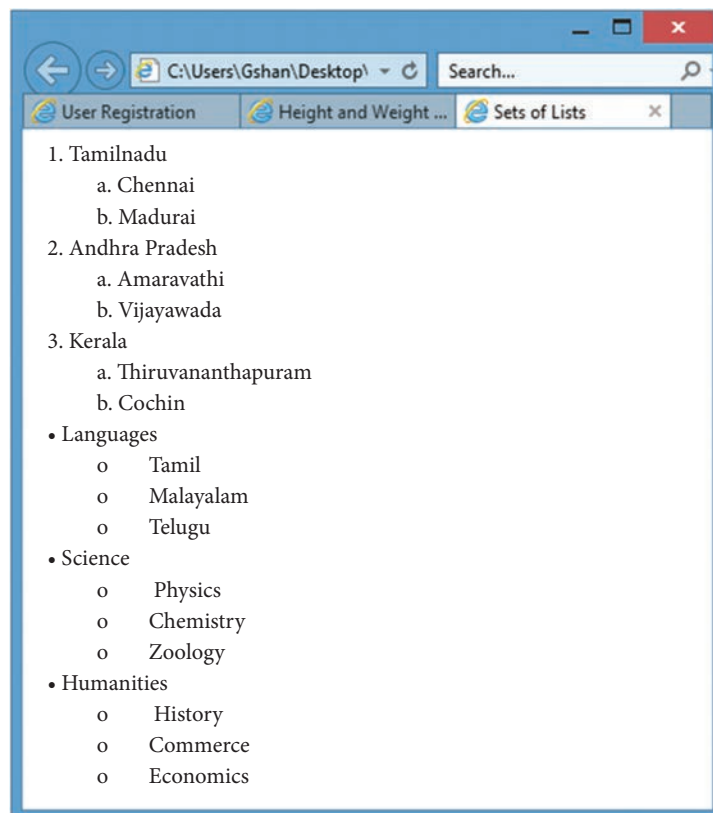 C:\Users\Gshan\Desktop\ Search...
User Registration Height and Weight ... Sets of Lists
1. Tamilnadu
a. Chennai
b. Madurai
2. Andhra Pradesh
a. Amaravathi
b. Vijayawada
3. Kerala
a. Thiruvananthapuram
b. Cochin
• Languages
o Tamil
o Malayalam
o Telugu
• Science
o Physics
o Chemistry
o Zoology
• Humanities
o History
o Commerce
o Economics